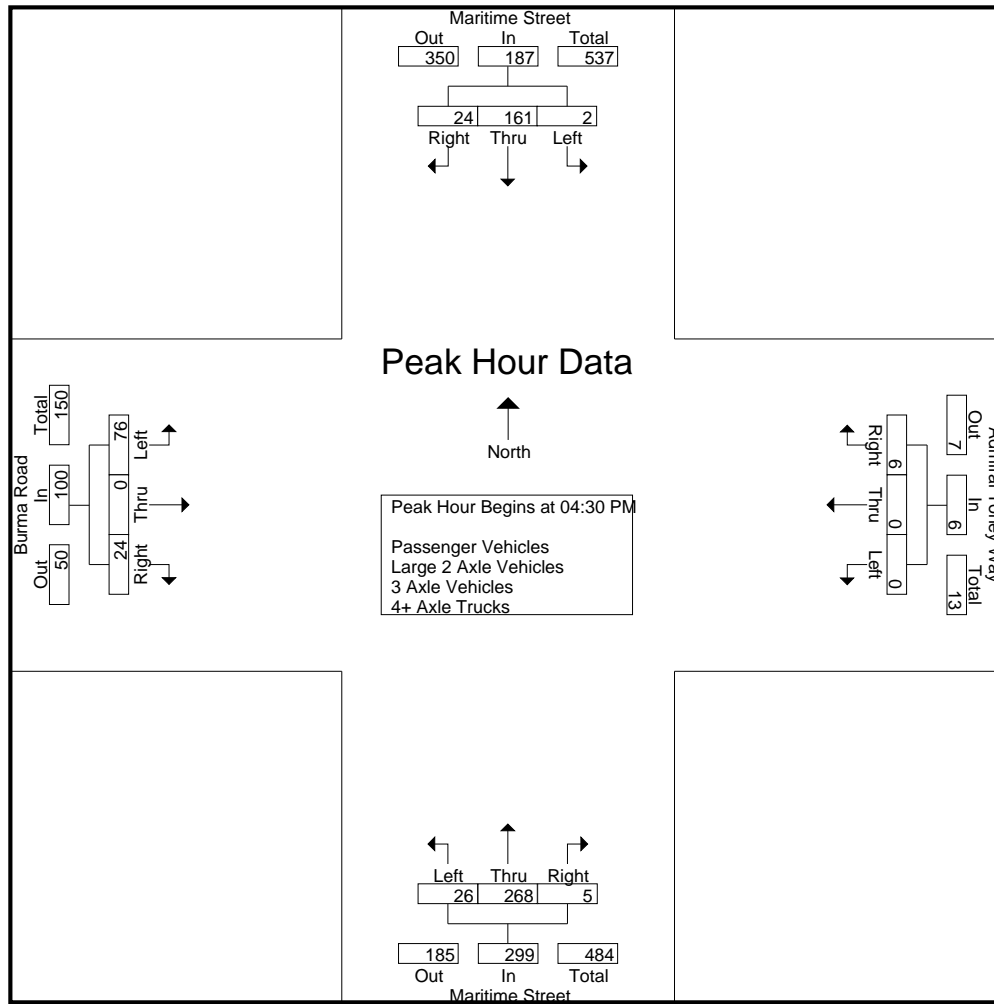 Maritime Street
Out In Total
350 187 537
24 161 2
Right Thru Left
Peak Hour Data
North
Peak Hour Begins at 04:30 PM
Passenger Vehicles
Large 2 Axle Vehicles
3 Axle Vehicles
4+ Axle Trucks
Burma Road
Out In Total
50 100 150
Left Thru Right
76 0 24
Out In Total
7 6 13
Right Thru Left
6 0 0
Way
Left Thru Right
26 268 5
185 299 484
Out In Total
Maritime Street